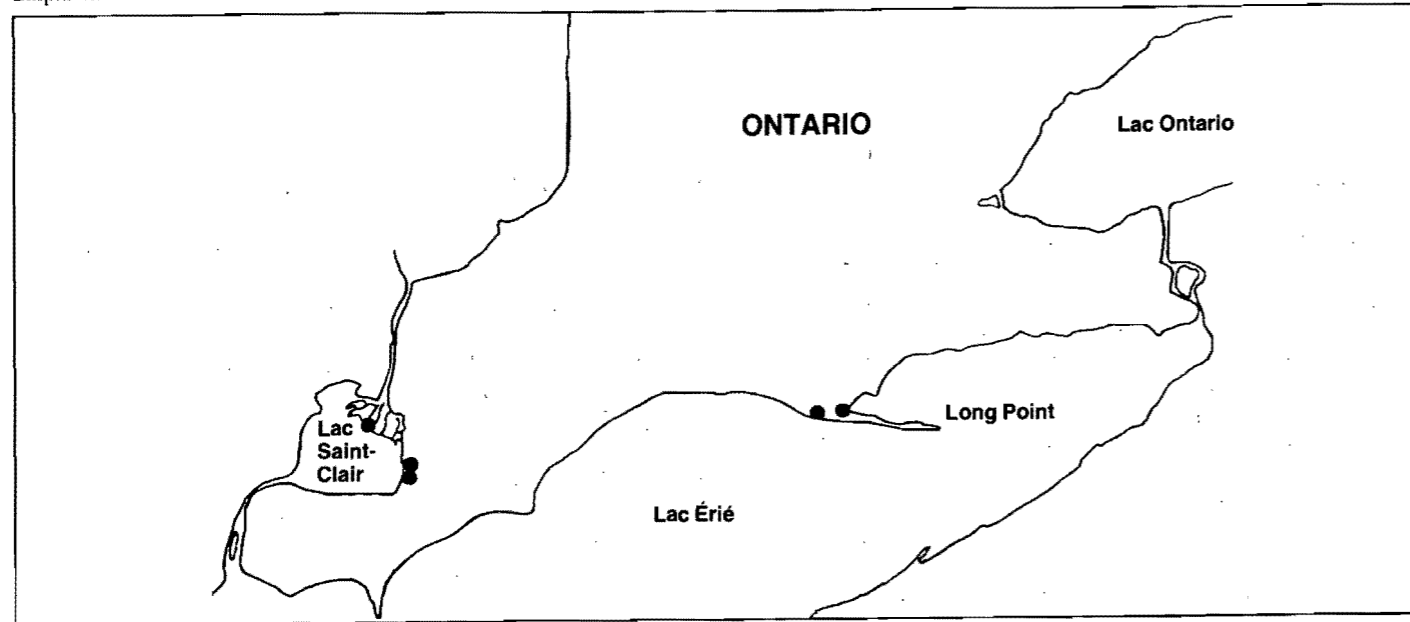 ONTARIO
Lac Ontario
Lac
Saint-
Clair
Long Point
Lac Érié